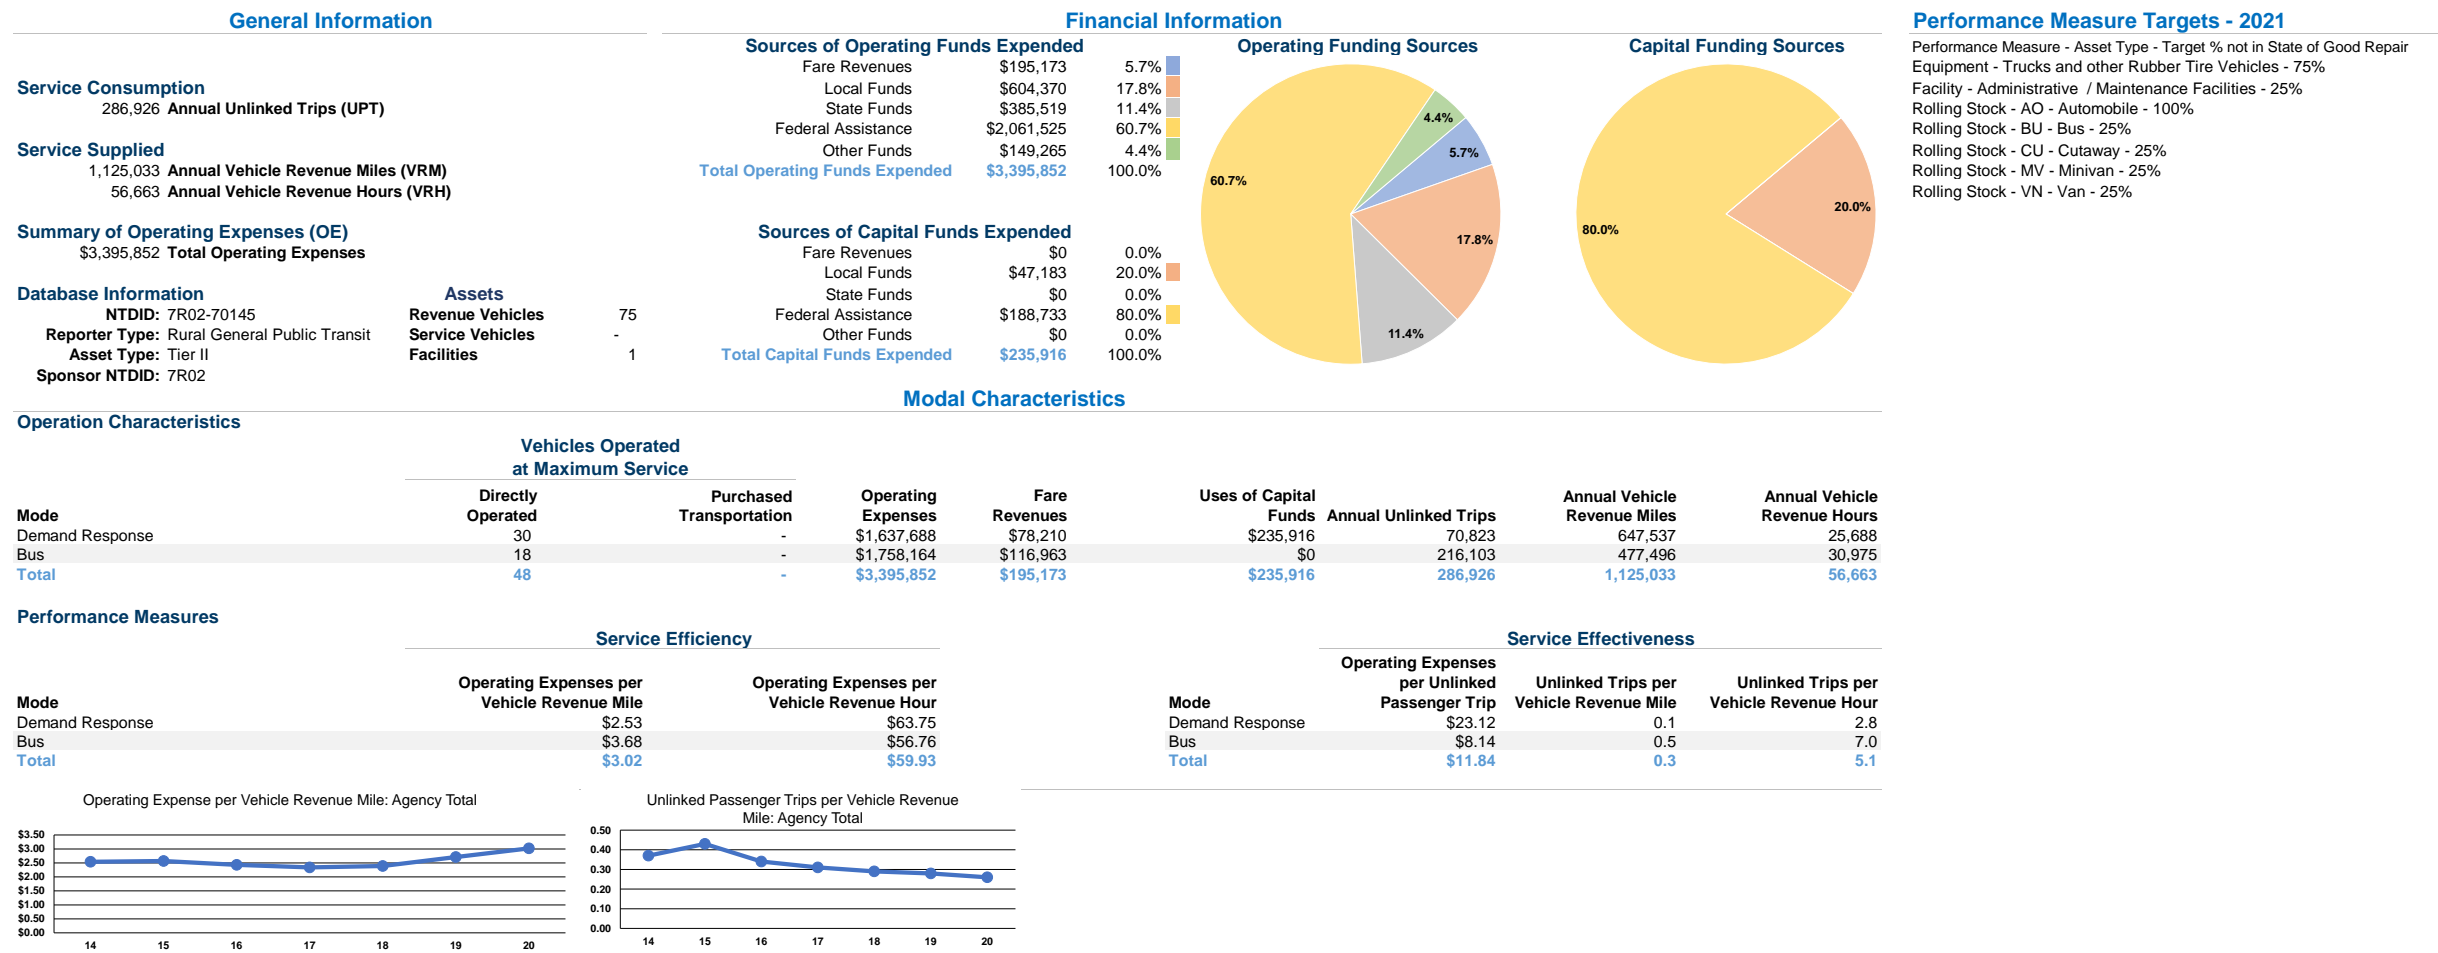 General Information
Service Consumption
286,926 Annual Unlinked Trips (UPT)
Service Supplied
1,125,033 Annual Vehicle Revenue Miles (VRM)
56,663 Annual Vehicle Revenue Hours (VRH)
Summary of Operating Expenses (OE)
$3,395,852 Total Operating Expenses
Database Information
NTDID: 7R02-70145
Reporter Type: Rural General Public Transit
Asset Type: Tier II
Sponsor NTDID: 7R02
Assets
Revenue Vehicles 75
Service Vehicles -
Facilities 1
Financial Information
Sources of Operating Funds Expended
Fare Revenues $195,173 5.7%
Local Funds $604,370 17.8%
State Funds $385,519 11.4%
Federal Assistance $2,061,525 60.7%
Other Funds $149,265 4.4%
Total Operating Funds Expended $3,395,852 100.0%
Sources of Capital Funds Expended
Fare Revenues $0 0.0%
Local Funds $47,183 20.0%
State Funds $0 0.0%
Federal Assistance $188,733 80.0%
Other Funds $0 0.0%
Total Capital Funds Expended $235,916 100.0%
Operating Funding Sources
4.4%
5.7%
60.7%
17.8%
11.4%
Capital Funding Sources
20.0%
80.0%
Performance Measure Targets - 2021
Performance Measure - Asset Type - Target % not in State of Good Repair
Equipment - Trucks and other Rubber Tire Vehicles - 75%
Facility - Administrative / Maintenance Facilities - 25%
Rolling Stock - AO - Automobile - 100%
Rolling Stock - BU - Bus - 25%
Rolling Stock - CU - Cutaway - 25%
Rolling Stock - MV - Minivan - 25%
Rolling Stock - VN - Van - 25%
Modal Characteristics
Operation Characteristics
Vehicles Operated
at Maximum Service
Directly Purchased Operating Fare Uses of Capital Annual Vehicle Annual Vehicle
Mode Operated Transportation Expenses Revenues Funds Annual Unlinked Trips Revenue Miles Revenue Hours
Demand Response 30 - $1,637,688 $78,210 $235,916 70,823 647,537 25,688
Bus 18 - $1,758,164 $116,963 $0 216,103 477,496 30,975
Total 48 - $3,395,852 $195,173 $235,916 286,926 1,125,033 56,663
Performance Measures
Service Efficiency
Operating Expenses per Operating Expenses per
Mode Vehicle Revenue Mile Vehicle Revenue Hour
Demand Response $2.53 $63.75
Bus $3.68 $56.76
Total $3.02 $59.93
Service Effectiveness
Operating Expenses
per Unlinked Unlinked Trips per Unlinked Trips per
Mode Passenger Trip Vehicle Revenue Mile Vehicle Revenue Hour
Demand Response $23.12 0.1 2.8
Bus $8.14 0.5 7.0
Total $11.84 0.3 5.1
Operating Expense per Vehicle Revenue Mile: Agency Total
$3.50
$3.00
$2.50
$2.00
$1.50
$1.00
$0.50
$0.00
14 15 16 17 18 19 20
Unlinked Passenger Trips per Vehicle Revenue
Mile: Agency Total
0.50
0.40
0.30
0.20
0.10
0.00
14 15 16 17 18 19 20